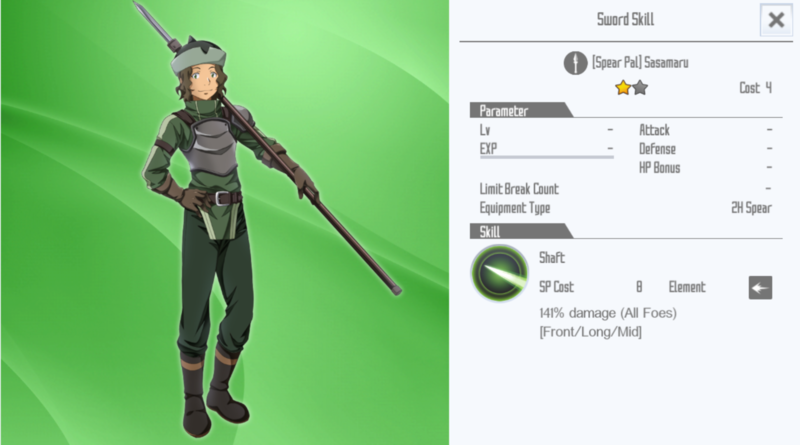 Sword Skill
[Spear Pal] Sasamaru
Cost 4
Parameter
Lv -
Attack -
EXP -
Defense -
HP Bonus -
Limit Break Count -
Equipment Type 2H Spear
Skill
Shaft
SP Cost 8 Element
141% damage (All Foes)
[Front/Long/Mid]